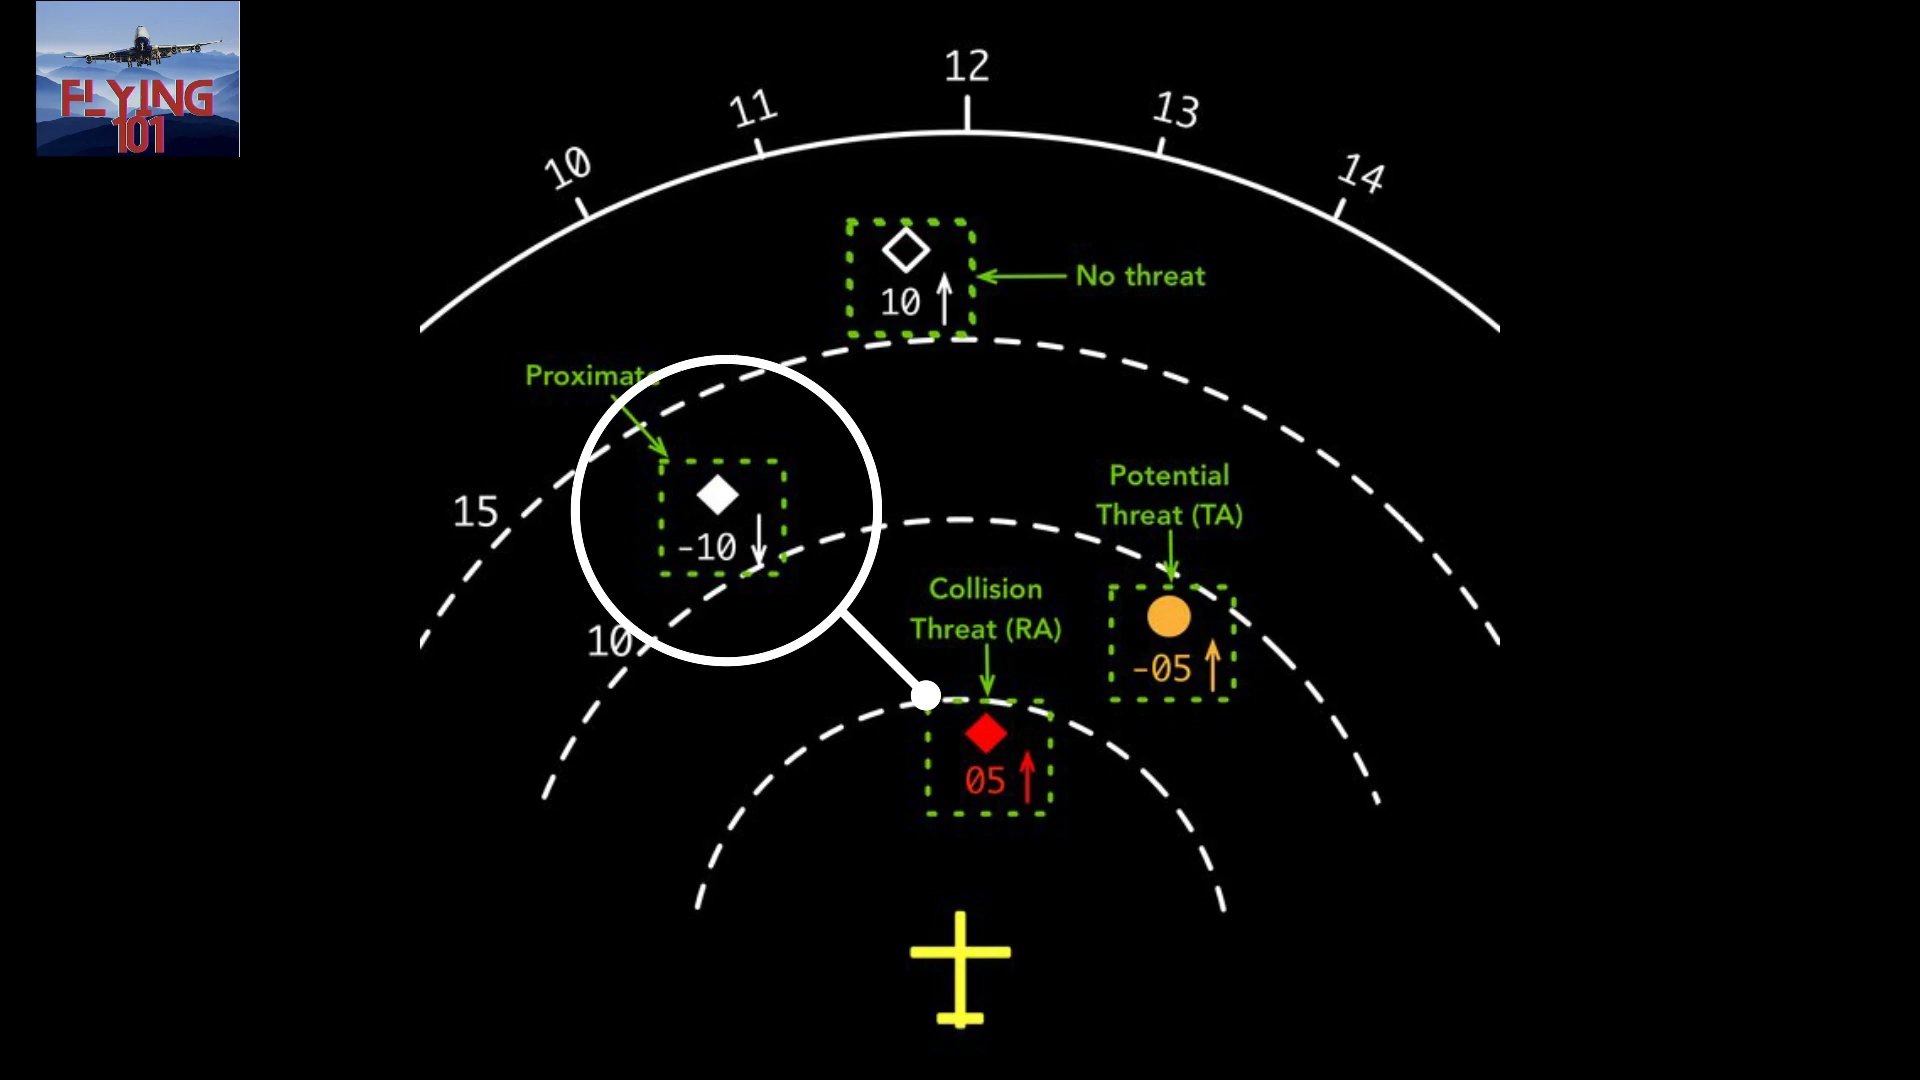 FLYING
101
12
11
13
10
14
10
No threat
Proximate
15
-10
Potential
Threat (TA)
10
Collision
Threat (RA)
-05
05